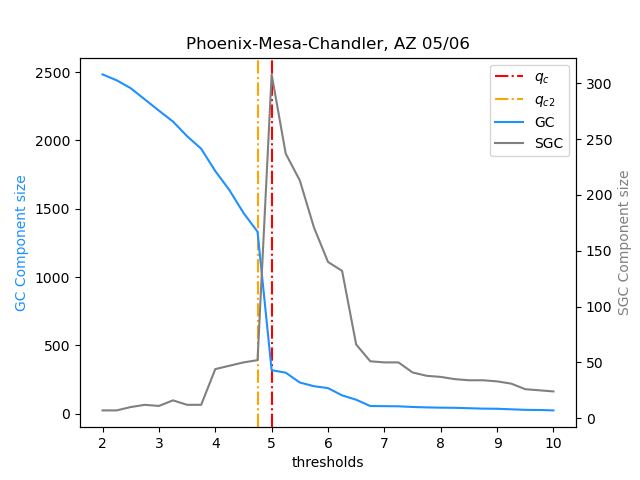 Phoenix-Mesa-Chandler, AZ 05/06
2500
2000
1500
1000
500
0
GC Component size
300
250
200
150
100
50
0
SGC Component size
q_c
q_c2
GC
SGC
2 3 4 5 6 7 8 9 10
thresholds